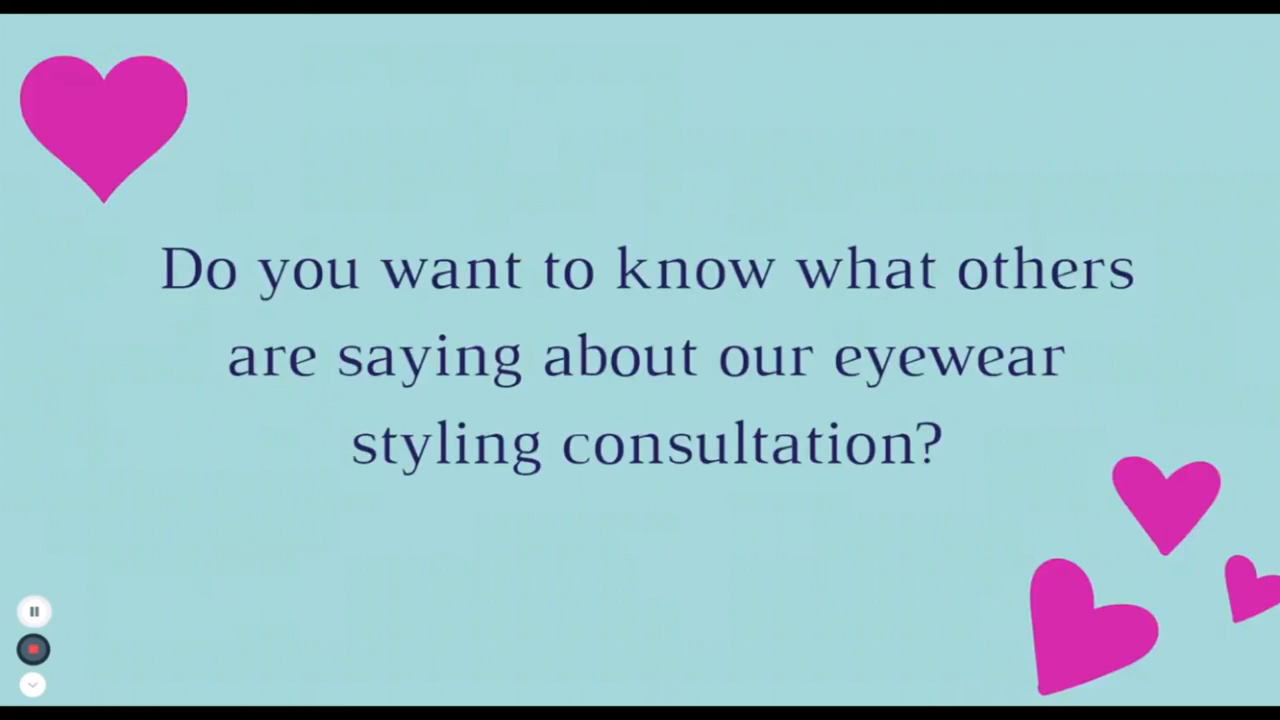 Do you want to know what others
are saying about our eyewear
styling consultation?